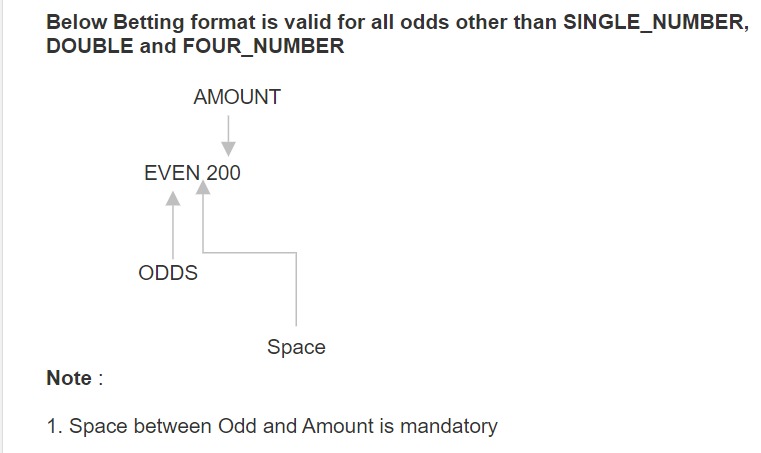 Below Betting format is valid for all odds other than SINGLE_NUMBER,
DOUBLE and FOUR_NUMBER
AMOUNT
EVEN 200
ODDS
Space
Note :
1. Space between Odd and Amount is mandatory